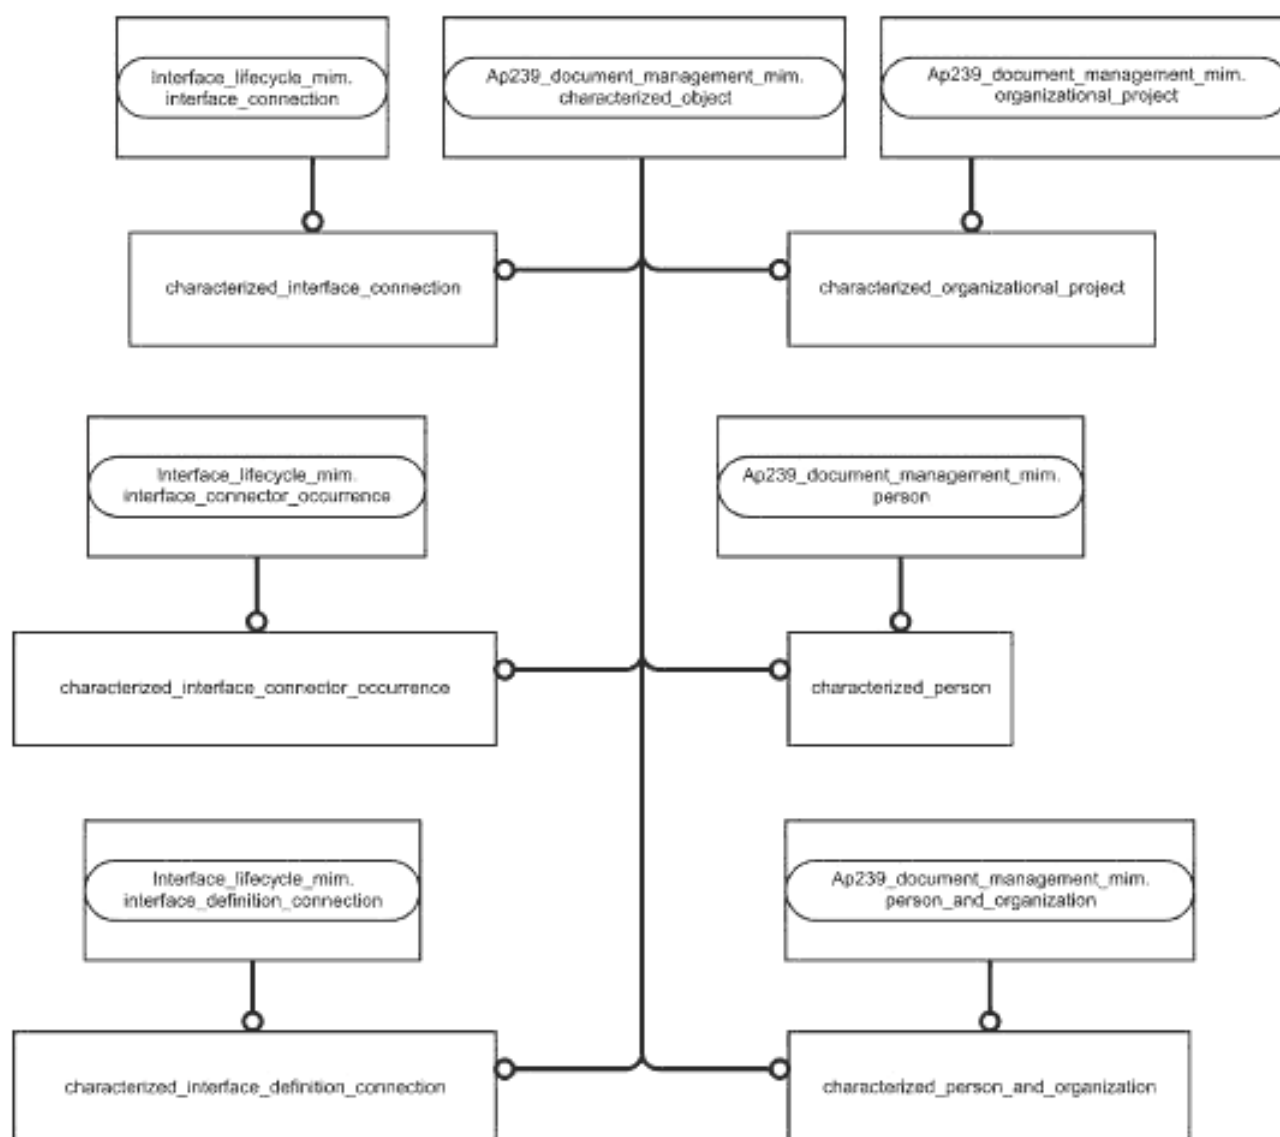 Interface_lifecycle_mim.
interface_connection
Ap239_document_management_mim.
characterized_object
Ap239_document_management_mim.
organizational_project
characterized_interface_connection
characterized_organizational_project
Interface_lifecycle_mim.
interface_connector_occurrence
Ap239_document_management_mim.
person
characterized_interface_connector_occurrence
characterized_person
Interface_lifecycle_mim.
interface_definition_connection
Ap239_document_management_mim.
person_and_organization
characterized_interface_definition_connection
characterized_person_and_organization